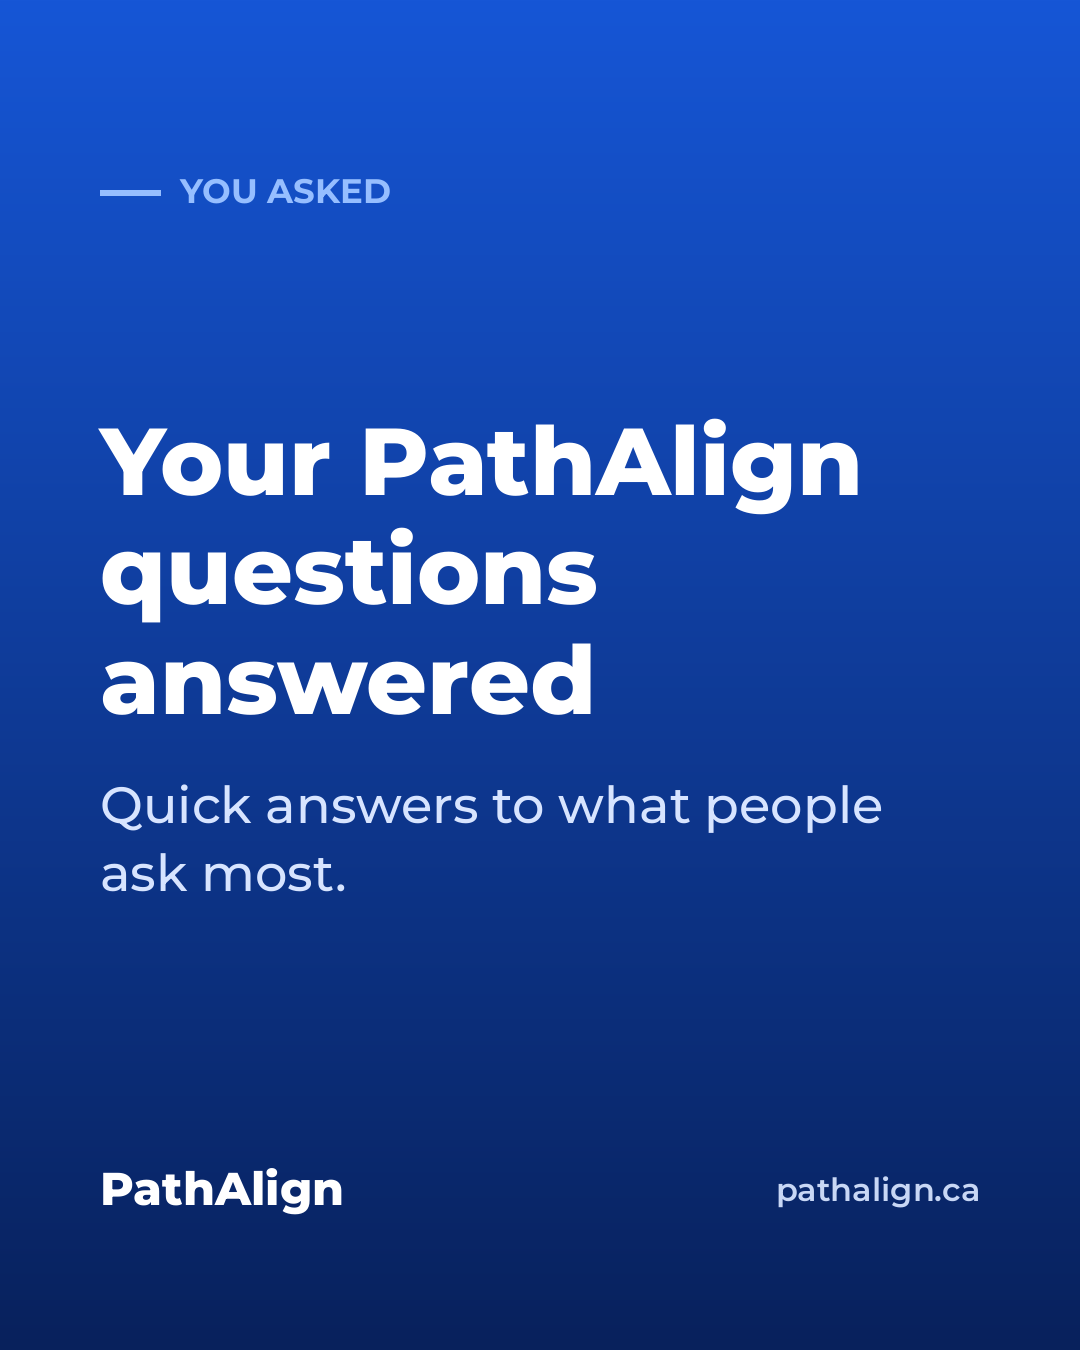 YOU ASKED
Your PathAlign
questions
answered
Quick answers to what people
ask most.
PathAlign
pathalign.ca